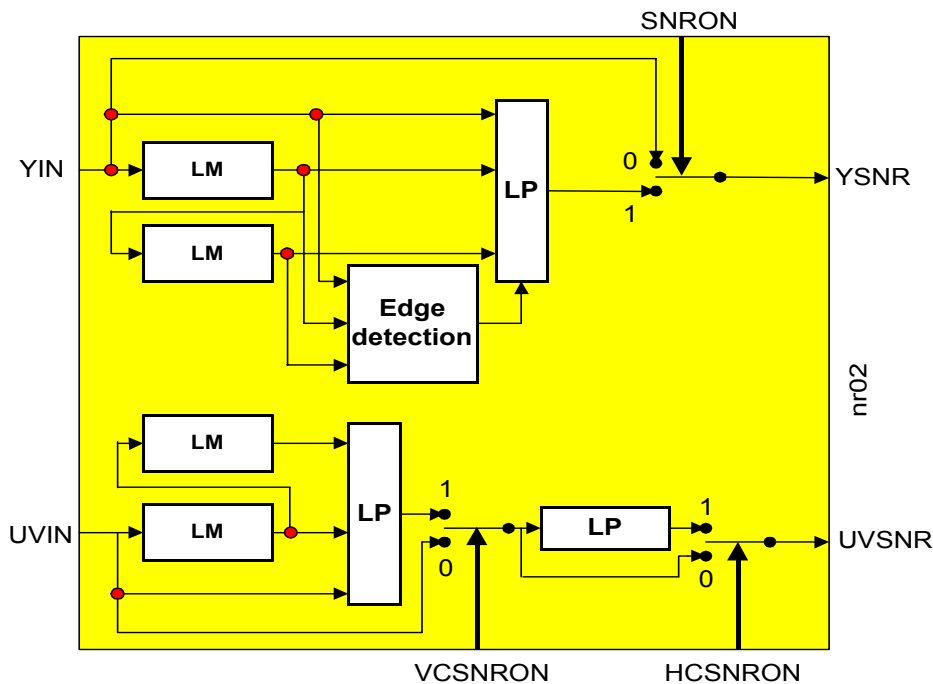 SNRON
YIN
LM
LM
LP
0
1
YSNR
Edge
detection
nr02
LM
UVIN
LM
LP
1
0
LP
1
0
UVSNR
VCSNRON
HCSNRON